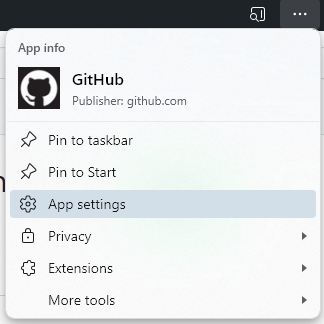 App info
GitHub
Publisher: github.com
Pin to taskbar
Pin to Start
App settings
Privacy
Extensions
More tools